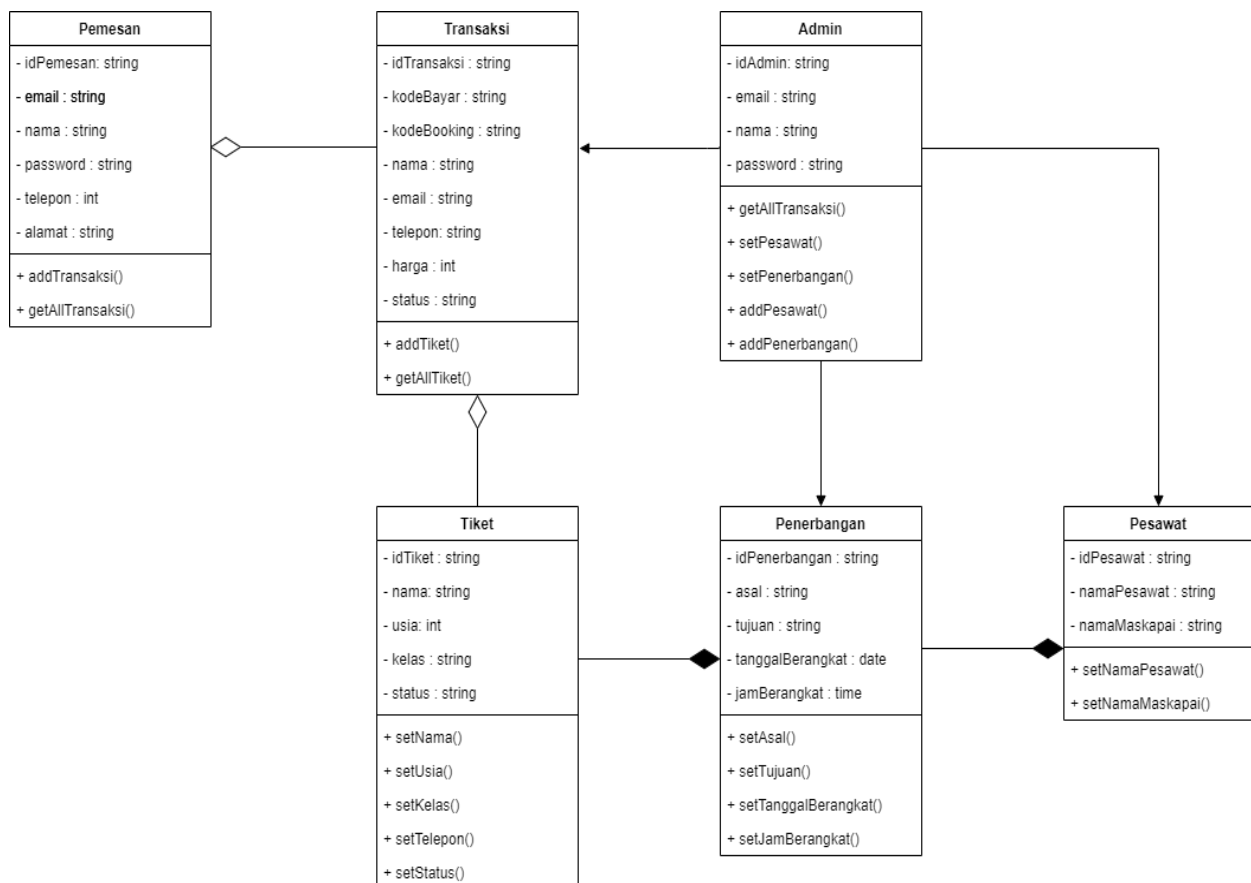 Pemesan
- idPemesan: string
- email : string
- nama : string
- password : string
- telepon : int
- alamat : string
+ addTransaksi()
+ getAllTransaksi()
Transaksi
- idTransaksi : string
- kodeBayar : string
- kodeBooking : string
- nama : string
- email : string
- telepon: string
- harga : int
- status : string
+ addTiket()
+ getAllTiket()
Admin
- idAdmin: string
- email : string
- nama : string
- password : string
+ getAllTransaksi()
+ setPesawat()
+ setPenerbangan()
+ addPesawat()
+ addPenerbangan()
Tiket
- idTiket : string
- nama: string
- usia: int
- kelas : string
- status : string
+ setNama()
+ setUsia()
+ setKelas()
+ setTelepon()
+ setStatus()
Penerbangan
- idPenerbangan : string
- asal : string
- tujuan : string
- tanggalBerangkat : date
- jamBerangkat : time
+ setAsal()
+ setTujuan()
+ setTanggalBerangkat()
+ setJamBerangkat()
Pesawat
- idPesawat : string
- namaPesawat : string
- namaMaskapai : string
+ setNamaPesawat()
+ setNamaMaskapai()